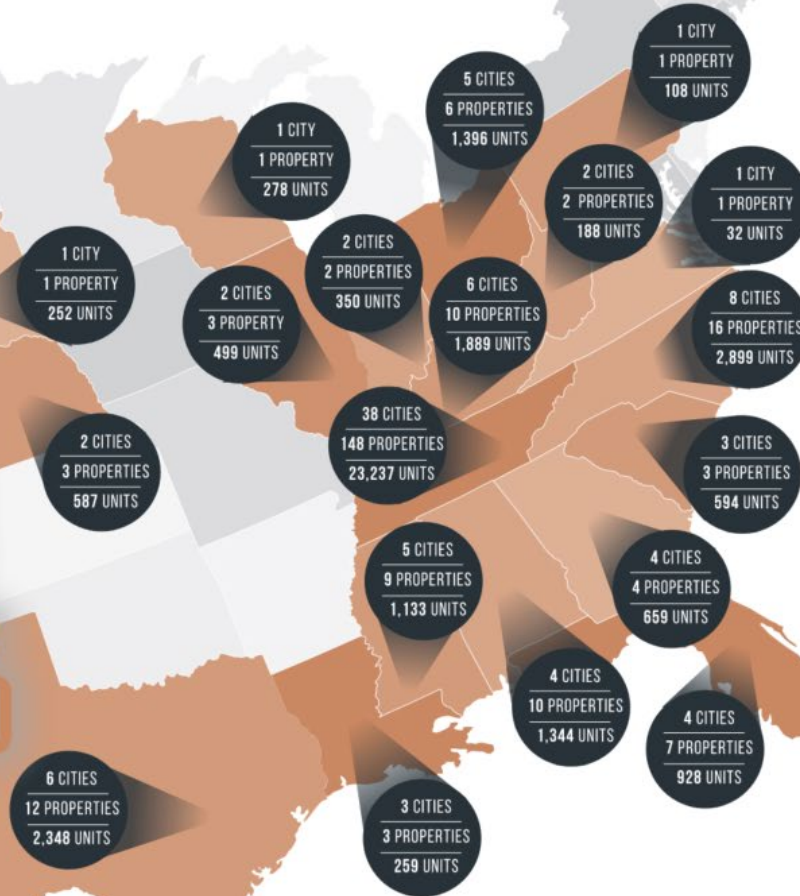 1 CITY
1 PROPERTY
108 UNITS
5 CITIES
6 PROPERTIES
1,396 UNITS
1 CITY
1 PROPERTY
278 UNITS
2 CITIES
2 PROPERTIES
188 UNITS
1 CITY
1 PROPERTY
32 UNITS
1 CITY
1 PROPERTY
252 UNITS
2 CITIES
2 PROPERTIES
350 UNITS
2 CITIES
3 PROPERTY
499 UNITS
6 CITIES
10 PROPERTIES
1,889 UNITS
8 CITIES
16 PROPERTIES
2,899 UNITS
38 CITIES
148 PROPERTIES
23,237 UNITS
2 CITIES
3 PROPERTIES
587 UNITS
3 CITIES
3 PROPERTIES
594 UNITS
5 CITIES
9 PROPERTIES
1,133 UNITS
4 CITIES
4 PROPERTIES
659 UNITS
4 CITIES
10 PROPERTIES
1,344 UNITS
4 CITIES
7 PROPERTIES
928 UNITS
6 CITIES
12 PROPERTIES
2,348 UNITS
3 CITIES
3 PROPERTIES
259 UNITS